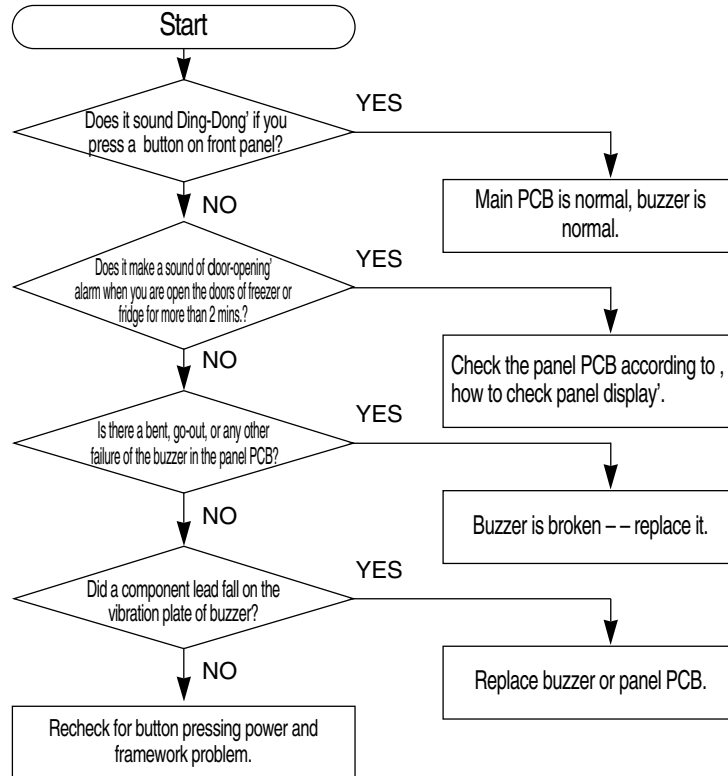 Start
Does it sound Ding-Dong’ if you
press a button on front panel?
YES
Main PCB is normal, buzzer is
normal.
NO
Does it make a sound of door-opening’
alarm when you are open the doors of freezer or
fridge for more than 2 mins.?
YES
Check the panel PCB according to ,
how to check panel display’.
NO
Is there a bent, go-out, or any other
failure of the buzzer in the panel PCB?
YES
Buzzer is broken – – replace it.
NO
Did a component lead fall on the
vibration plate of buzzer?
YES
Replace buzzer or panel PCB.
NO
Recheck for button pressing power and
framework problem.